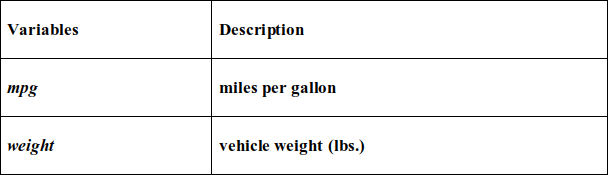 Variables Description
mpg miles per gallon
weight vehicle weight (lbs.)